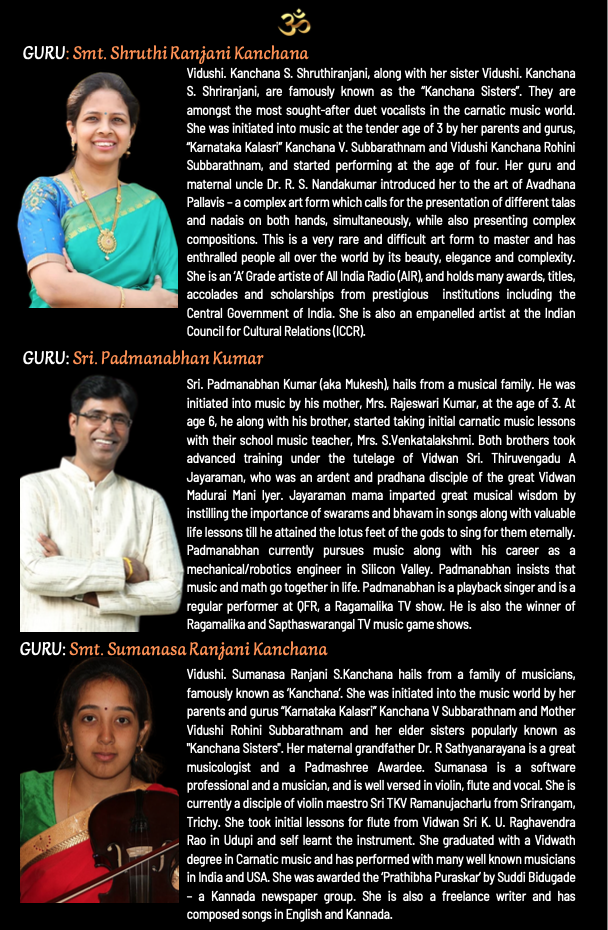 ॐ
GURU: Smt. Shruthi Ranjani Kanchana
Vidushi. Kanchana S. Shruthiranjani, along with her sister Vidushi. Kanchana
S. Shriranjani, are famously known as the “Kanchana Sisters”. They are
amongst the most sought-after duet vocalists in the carnatic music world.
She was initiated into music at the tender age of 3 by her parents and gurus,
“Karnataka Kalasri” Kanchana V. Subbarathnam and Vidushi Kanchana Rohini
Subbarathnam, and started performing at the age of four. Her guru and
maternal uncle Dr. R. S. Nandakumar introduced her to the art of Avadhana
Pallavis – a complex art form which calls for the presentation of different talas
and nadais on both hands, simultaneously, while also presenting complex
compositions. This is a very rare and difficult art form to master and has
enthralled people all over the world by its beauty, elegance and complexity.
She is an ‘A’ Grade artiste of All India Radio (AIR), and holds many awards, titles,
accolades and scholarships from prestigious institutions including the
Central Government of India. She is also an empanelled artist at the Indian
Council for Cultural Relations (ICCR).
GURU: Sri. Padmanabhan Kumar
Sri. Padmanabhan Kumar (aka Mukesh), hails from a musical family. He was
initiated into music by his mother, Mrs. Rajeswari Kumar, at the age of 3. At
age 6, he along with his brother, started taking initial carnatic music lessons
with their school music teacher, Mrs. S.Venkatalakshmi. Both brothers took
advanced training under the tutelage of Vidwan Sri. Thiruvengadu A
Jayaraman, who was an ardent and pradhana disciple of the great Vidwan
Madurai Mani Iyer. Jayaraman mama imparted great musical wisdom by
instilling the importance of swarams and bhavam in songs along with valuable
life lessons till he attained the lotus feet of the gods to sing for them eternally.
Padmanabhan currently pursues music along with his career as a
mechanical/robotics engineer in Silicon Valley. Padmanabhan insists that
music and math go together in life. Padmanabhan is a playback singer and is a
regular performer at QFR, a Ragamalika TV show. He is also the winner of
Ragamalika and Sapthaswarangal TV music game shows.
GURU: Smt. Sumanasa Ranjani Kanchana
Vidushi. Sumanasa Ranjani S.Kanchana hails from a family of musicians,
famously known as ‘Kanchana’. She was initiated into the music world by her
parents and gurus “Karnataka Kalasri” Kanchana V Subbarathnam and Mother
Vidushi Rohini Subbarathnam and her elder sisters popularly known as
"Kanchana Sisters". Her maternal grandfather Dr. R Sathyanarayana is a great
musicologist and a Padmashree Awardee. Sumanasa is a software
professional and a musician, and is well versed in violin, flute and vocal. She is
currently a disciple of violin maestro Sri TKV Ramanujacharlu from Srirangam,
Trichy. She took initial lessons for flute from Vidwan Sri K. U. Raghavendra
Rao in Udupi and self learnt the instrument. She graduated with a Vidwath
degree in Carnatic music and has performed with many well known musicians
in India and USA. She was awarded the ‘Prathibha Puraskar’ by Suddi Bidugade
– a Kannada newspaper group. She is also a freelance writer and has
composed songs in English and Kannada.